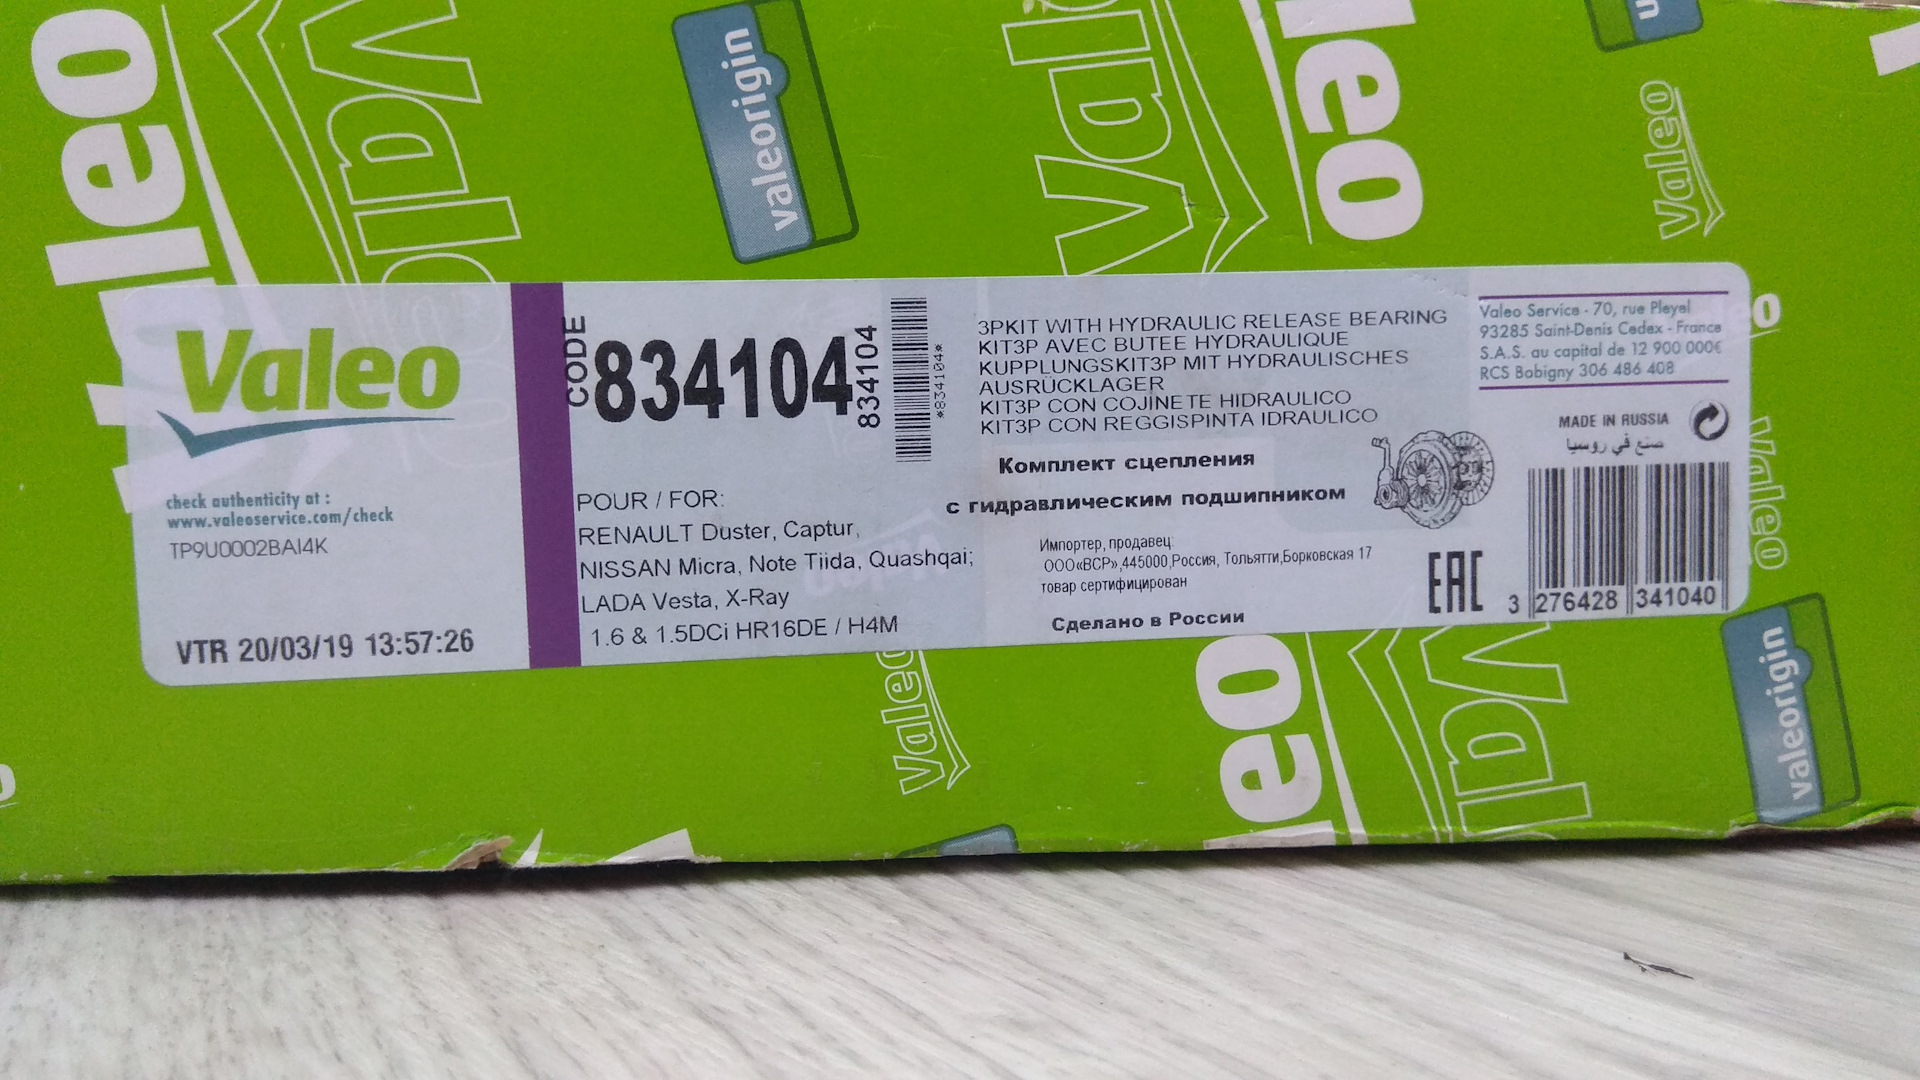 Valeo
check authenticity at :
www.valeoservice.com/check
TP9U0002BAI4K
VTR 20/03/19 13:57:26
CODE
834104
834104
*834104*
POUR / FOR:
RENAULT Duster, Captur,
NISSAN Micra, Note Tiida, Quashqai;
LADA Vesta, X-Ray
1.6 & 1.5DCi HR16DE / H4M
3PKIT WITH HYDRAULIC RELEASE BEARING
KIT3P AVEC BUTEE HYDRAULIQUE
KUPPLUNGSKIT3P MIT HYDRAULISCHES
AUSRÜCKLAGER
KIT3P CON COJINETE HIDRAULICO
KIT3P CON REGGISPINTA IDRAULICO
Комплект сцепления
с гидравлическим подшипником
Импортер, продавец:
ООО«ВСР»,445000,Россия, Тольятти,Борковская 17
товар сертифицирован
Сделано в России
EAC
Valeo Service - 70, rue Pleyel
93285 Saint-Denis Cedex - France
S.A.S. au capital de 12 900 000€
RCS Bobigny 306 486 408
MADE IN RUSSIA
صنع في روسيا
3 276428 341040
valeorigin
Valeo
Valeo
Valeo
valeorigin